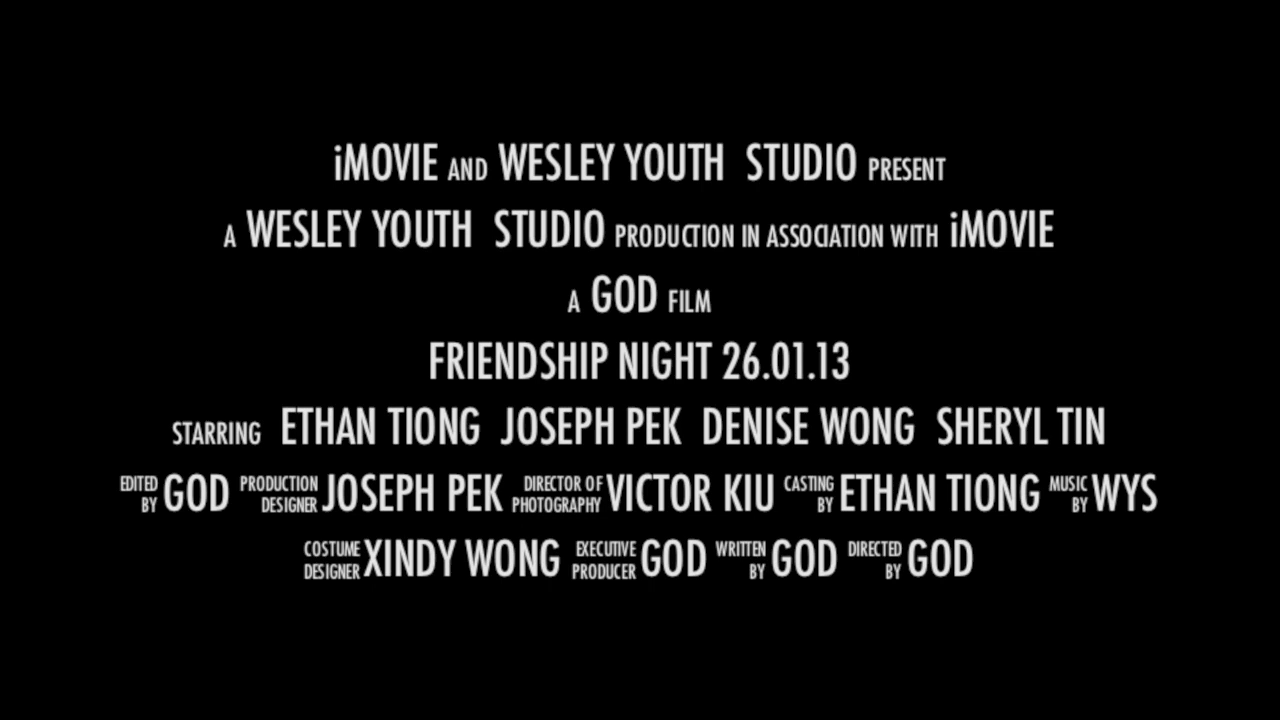 iMOVIE AND WESLEY YOUTH STUDIO PRESENT
A WESLEY YOUTH STUDIO PRODUCTION IN ASSOCIATION WITH iMOVIE
A GOD FILM
FRIENDSHIP NIGHT 26.01.13
STARRING ETHAN TIONG JOSEPH PEK DENISE WONG SHERYL TIN
EDITED BY GOD PRODUCTION DESIGNER JOSEPH PEK DIRECTOR OF PHOTOGRAPHY VICTOR KIU CASTING BY ETHAN TIONG MUSIC BY WYS
COSTUME DESIGNER XINDY WONG EXECUTIVE PRODUCER GOD WRITTEN BY GOD DIRECTED BY GOD